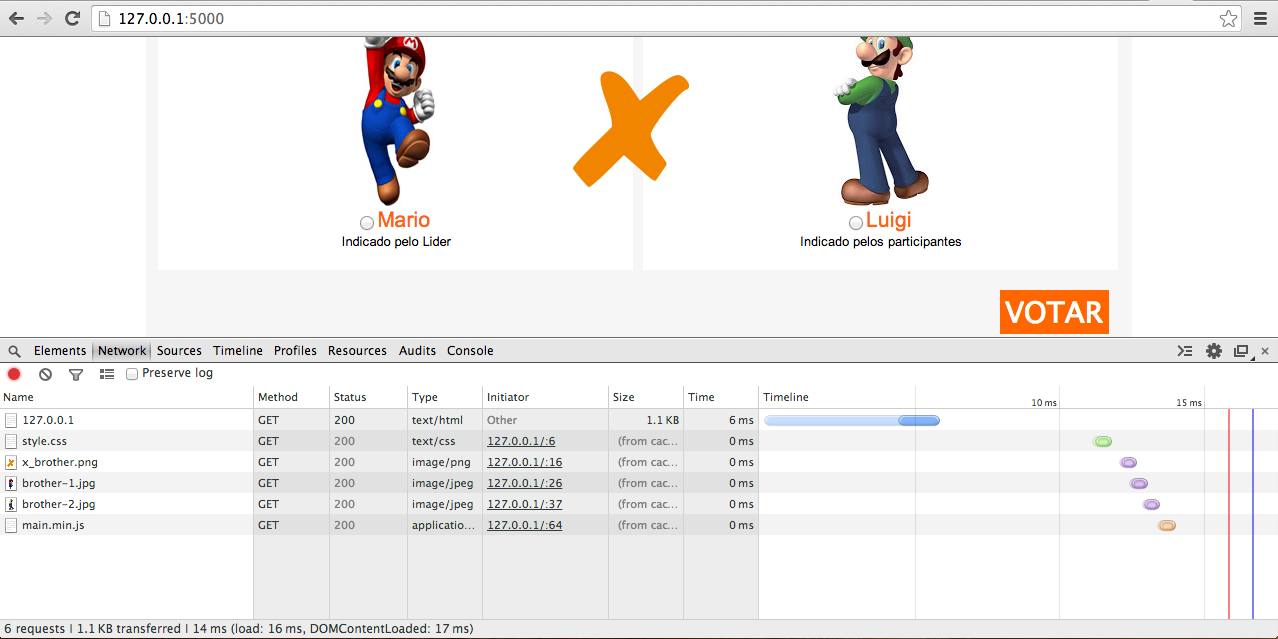 127.0.0.1:5000
Mario
Indicado pelo Lider
Luigi
Indicado pelos participantes
VOTAR
Elements Network Sources Timeline Profiles Resources Audits Console
Preserve log
Name Method Status Type Initiator Size Time Timeline 10 ms 15 ms
127.0.0.1 GET 200 text/html Other 1.1 KB 6 ms
style.css GET 200 text/css 127.0.0.1/:6 (from cac... 0 ms
x_brother.png GET 200 image/png 127.0.0.1/:16 (from cac... 0 ms
brother-1.jpg GET 200 image/jpeg 127.0.0.1/:26 (from cac... 0 ms
brother-2.jpg GET 200 image/jpeg 127.0.0.1/:37 (from cac... 0 ms
main.min.js GET 200 applicatio... 127.0.0.1/:64 (from cac... 0 ms
6 requests | 1.1 KB transferred | 14 ms (load: 16 ms, DOMContentLoaded: 17 ms)